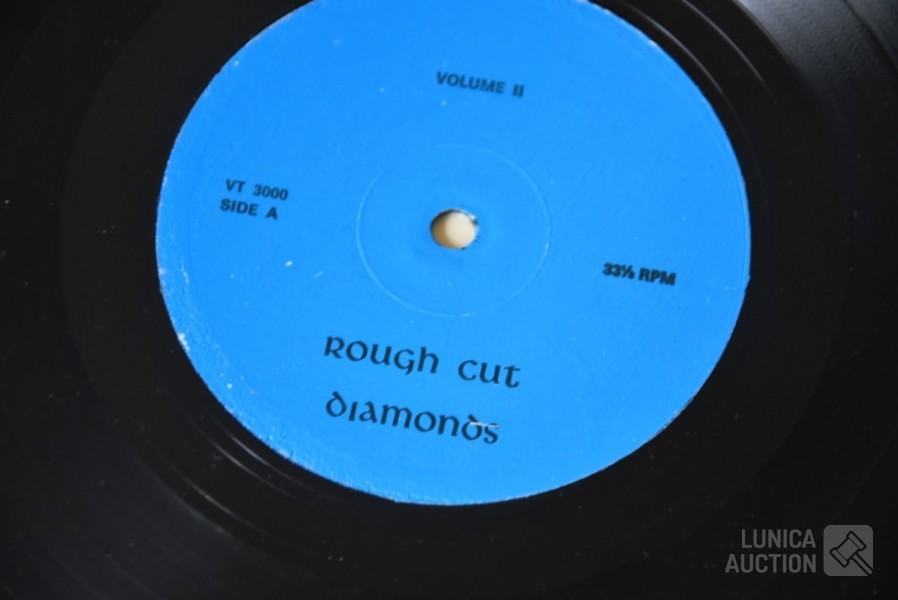 VOLUME II
VT 3000
SIDE A
33⅓ RPM
ROUGH CUT
DIAMONDS
LUNICA
AUCTION